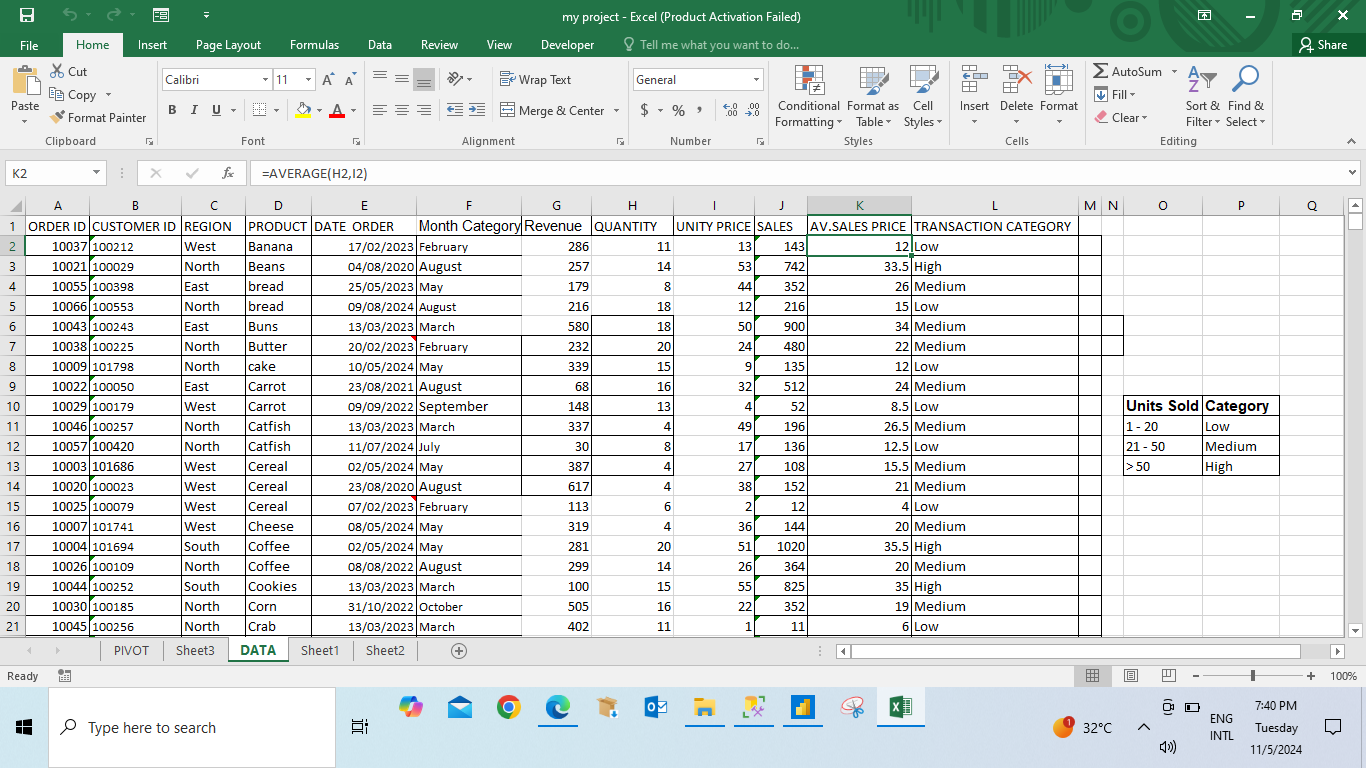 my project - Excel (Product Activation Failed)
File Home Insert Page Layout Formulas Data Review View Developer Tell me what you want to do... Share
Paste Cut Copy Format Painter Clipboard
Calibri 11 A A B I U A Font
Wrap Text Merge & Center Alignment
General $ % , Number
Conditional Formatting Format as Table Cell Styles Styles
Insert Delete Format Cells
AutoSum Fill Clear Sort & Filter Find & Select Editing
K2 fx =AVERAGE(H2,I2)
A B C D E F G H I J K L M N O P Q
1 ORDER ID CUSTOMER ID REGION PRODUCT DATE ORDER Month Category Revenue QUANTITY UNITY PRICE SALES AV.SALES PRICE TRANSACTION CATEGORY
2 10037 100212 West Banana 17/02/2023 February 286 11 13 143 12 Low
3 10021 100029 North Beans 04/08/2020 August 257 14 53 742 33.5 High
4 10055 100398 East bread 25/05/2023 May 179 8 44 352 26 Medium
5 10066 100553 North bread 09/08/2024 August 216 18 12 216 15 Low
6 10043 100243 East Buns 13/03/2023 March 580 18 50 900 34 Medium
7 10038 100225 North Butter 20/02/2023 February 232 20 24 480 22 Medium
8 10009 101798 North cake 10/05/2024 May 339 15 9 135 12 Low
9 10022 100050 East Carrot 23/08/2021 August 68 16 32 512 24 Medium
10 10029 100179 West Carrot 09/09/2022 September 148 13 4 52 8.5 Low Units Sold Category
11 10046 100257 North Catfish 13/03/2023 March 337 4 49 196 26.5 Medium 1 - 20 Low
12 10057 100420 North Catfish 11/07/2024 July 30 8 17 136 12.5 Low 21 - 50 Medium
13 10003 101686 West Cereal 02/05/2024 May 387 4 27 108 15.5 Medium > 50 High
14 10020 100023 West Cereal 23/08/2020 August 617 4 38 152 21 Medium
15 10025 100079 West Cereal 07/02/2023 February 113 6 2 12 4 Low
16 10007 101741 West Cheese 08/05/2024 May 319 4 36 144 20 Medium
17 10004 101694 South Coffee 02/05/2024 May 281 20 51 1020 35.5 High
18 10026 100109 North Coffee 08/08/2022 August 299 14 26 364 20 Medium
19 10044 100252 South Cookies 13/03/2023 March 100 15 55 825 35 High
20 10030 100185 North Corn 31/10/2022 October 505 16 22 352 19 Medium
21 10045 100256 North Crab 13/03/2023 March 402 11 1 11 6 Low
PIVOT Sheet3 DATA Sheet1 Sheet2
Ready 100%
Type here to search 1 32°C ENG INTL 7:40 PM Tuesday 11/5/2024